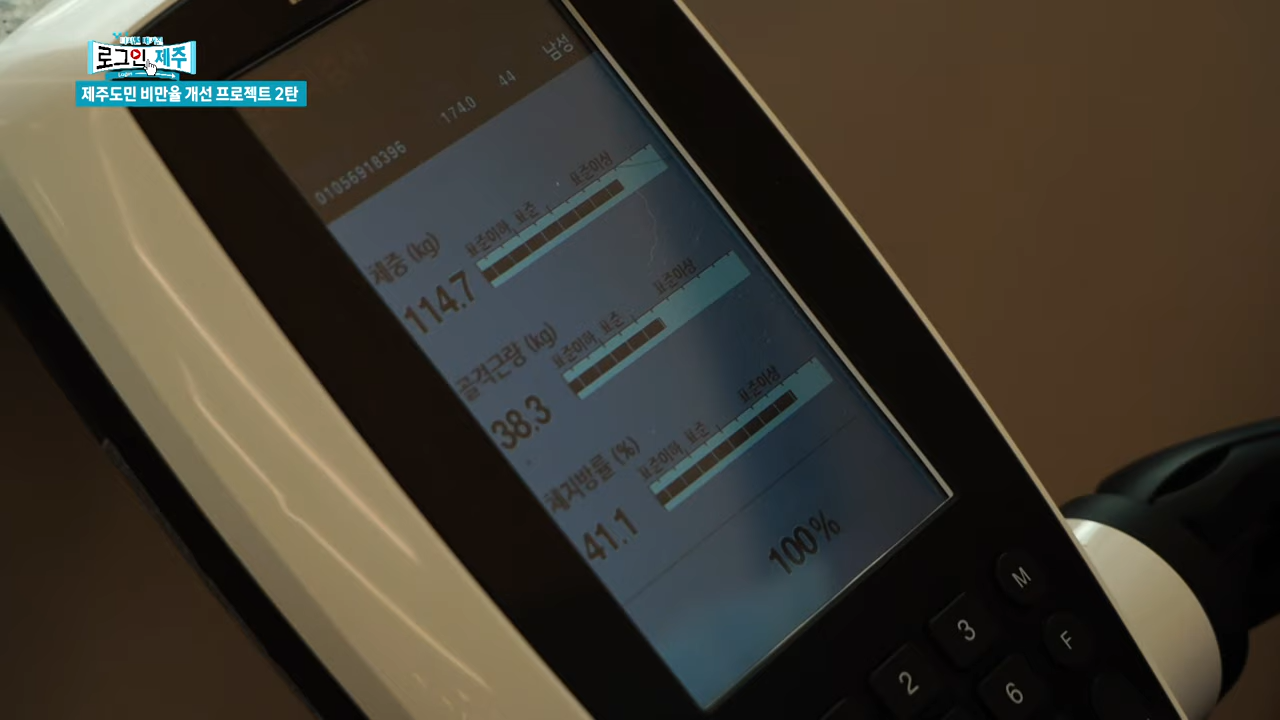 로그인 제주
Login
제주도민 비만율 개선 프로젝트 2탄
01056918396 174.0 44 남성
체중 (kg) 표준이하 표준 표준이상
114.7
골격근량 (kg) 표준이하 표준 표준이상
38.3
체지방률 (%) 표준이하 표준 표준이상
41.1
100%
3 M
2 6 F